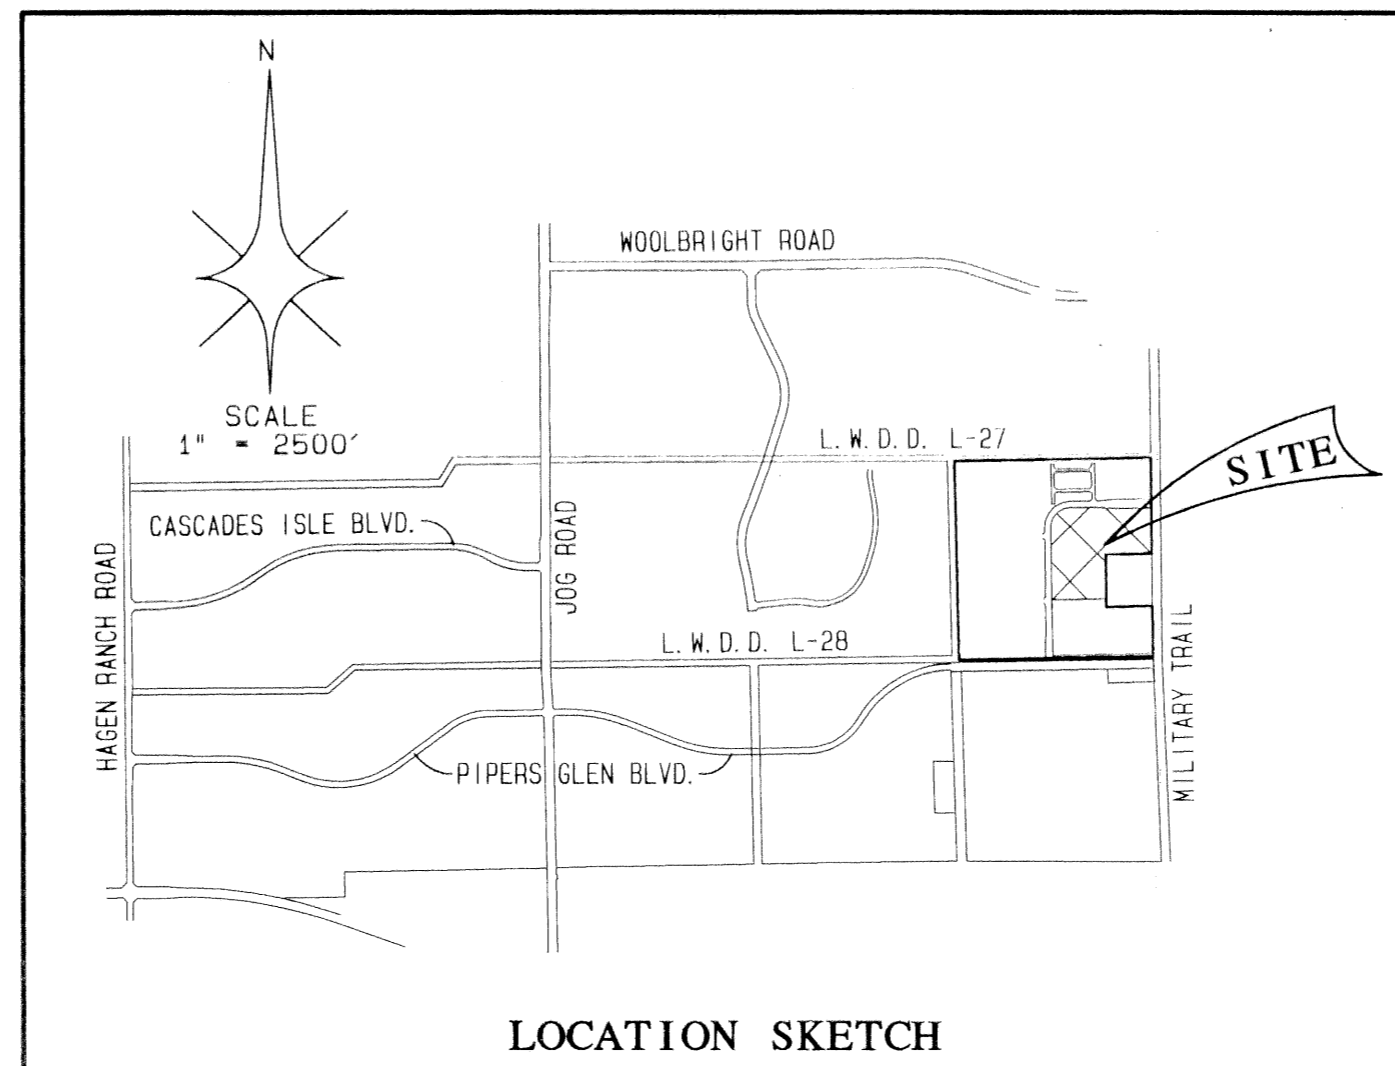 N
WOOLBRIGHT ROAD
SCALE
1" = 2500'
L.W.D.D. L-27
SITE
CASCADES ISLE BLVD.
JOG ROAD
HAGEN RANCH ROAD
L.W.D.D. L-28
MILITARY TRAIL
PIPERS GLEN BLVD.
LOCATION SKETCH